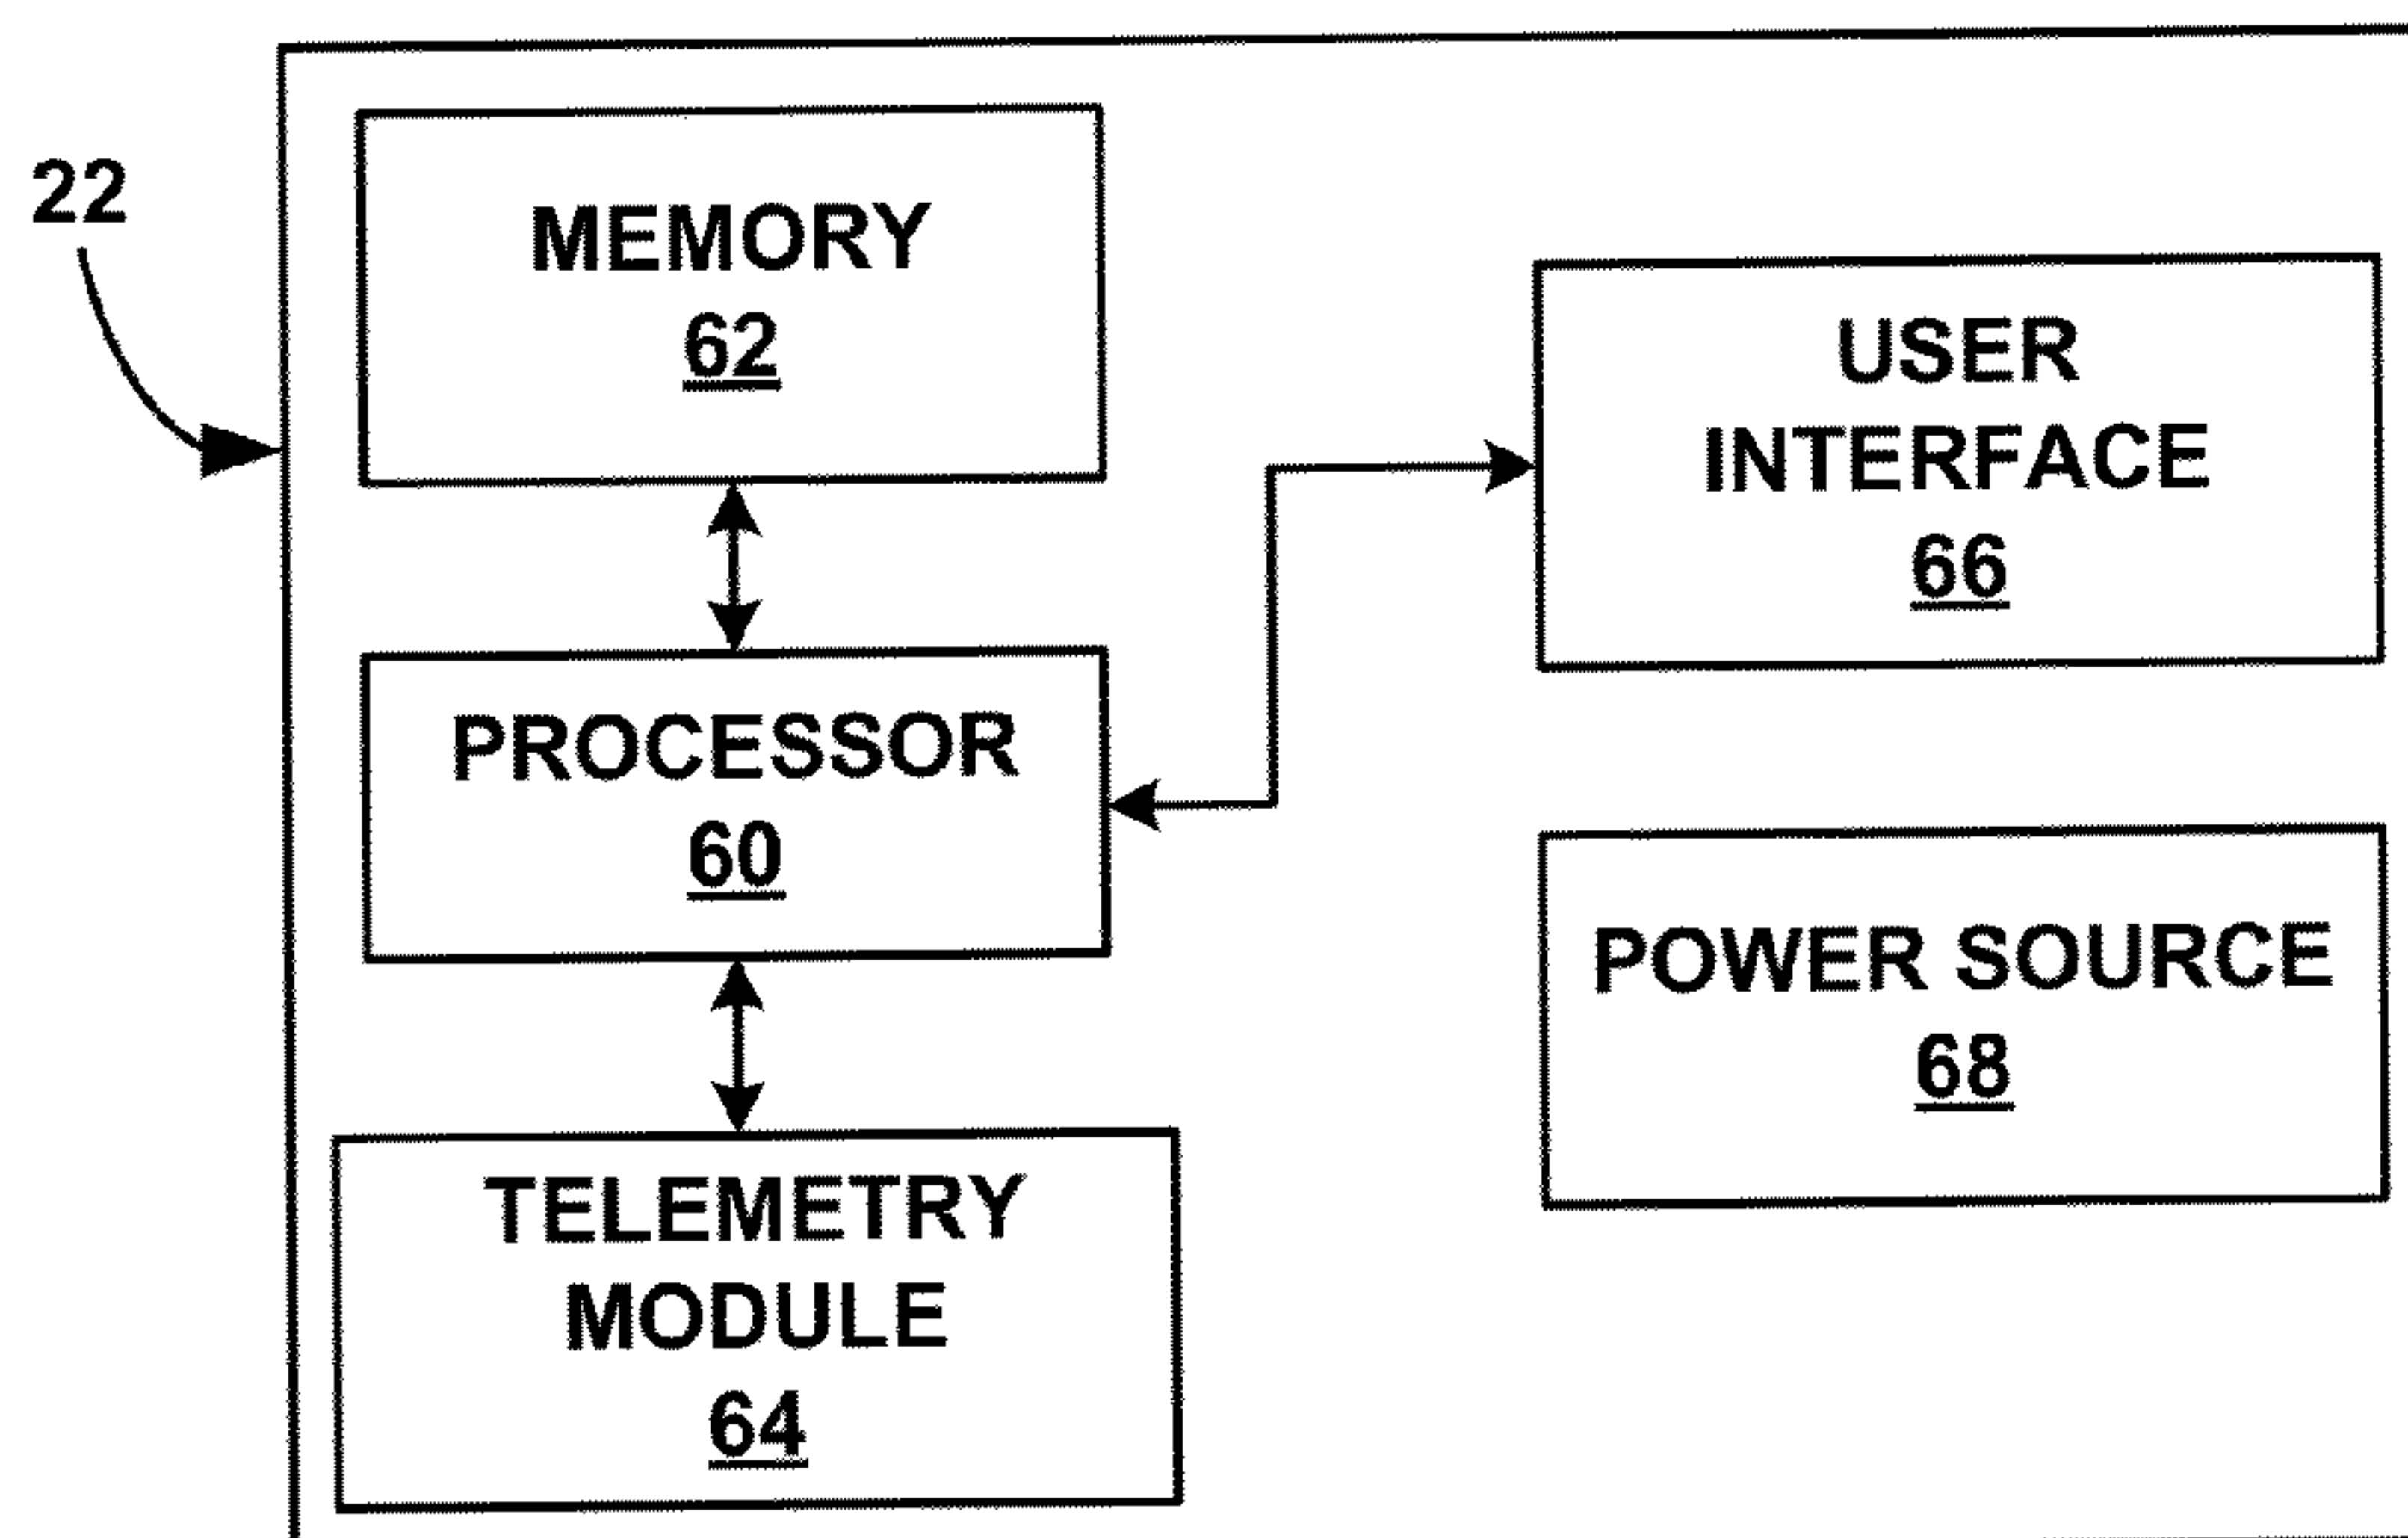 22
MEMORY
62
USER
INTERFACE
66
PROCESSOR
60
POWER SOURCE
68
TELEMETRY
MODULE
64